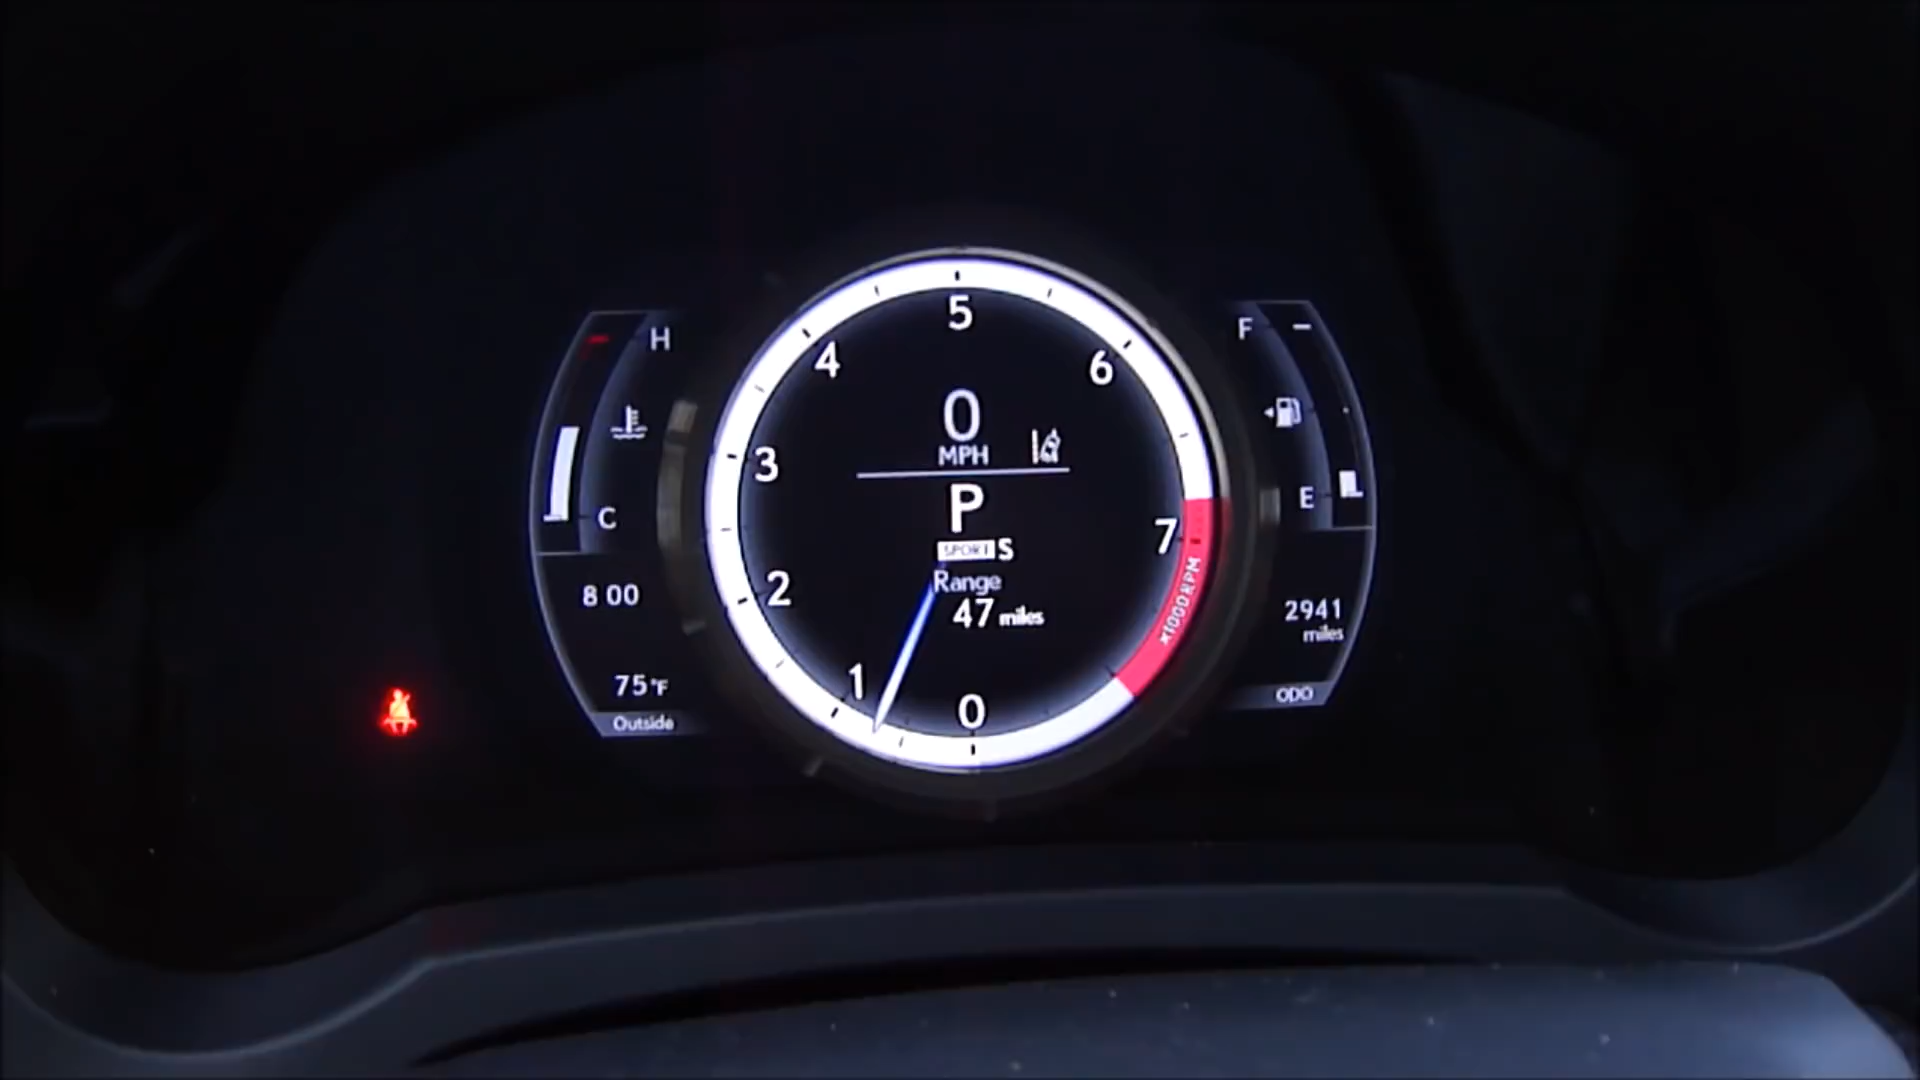 H
C
8 00
75°F
Outside
5
4
6
3
2
7
1
0
x1000RPM
0
MPH
P
SPORT S
Range
47 miles
F
E
2941
miles
ODO